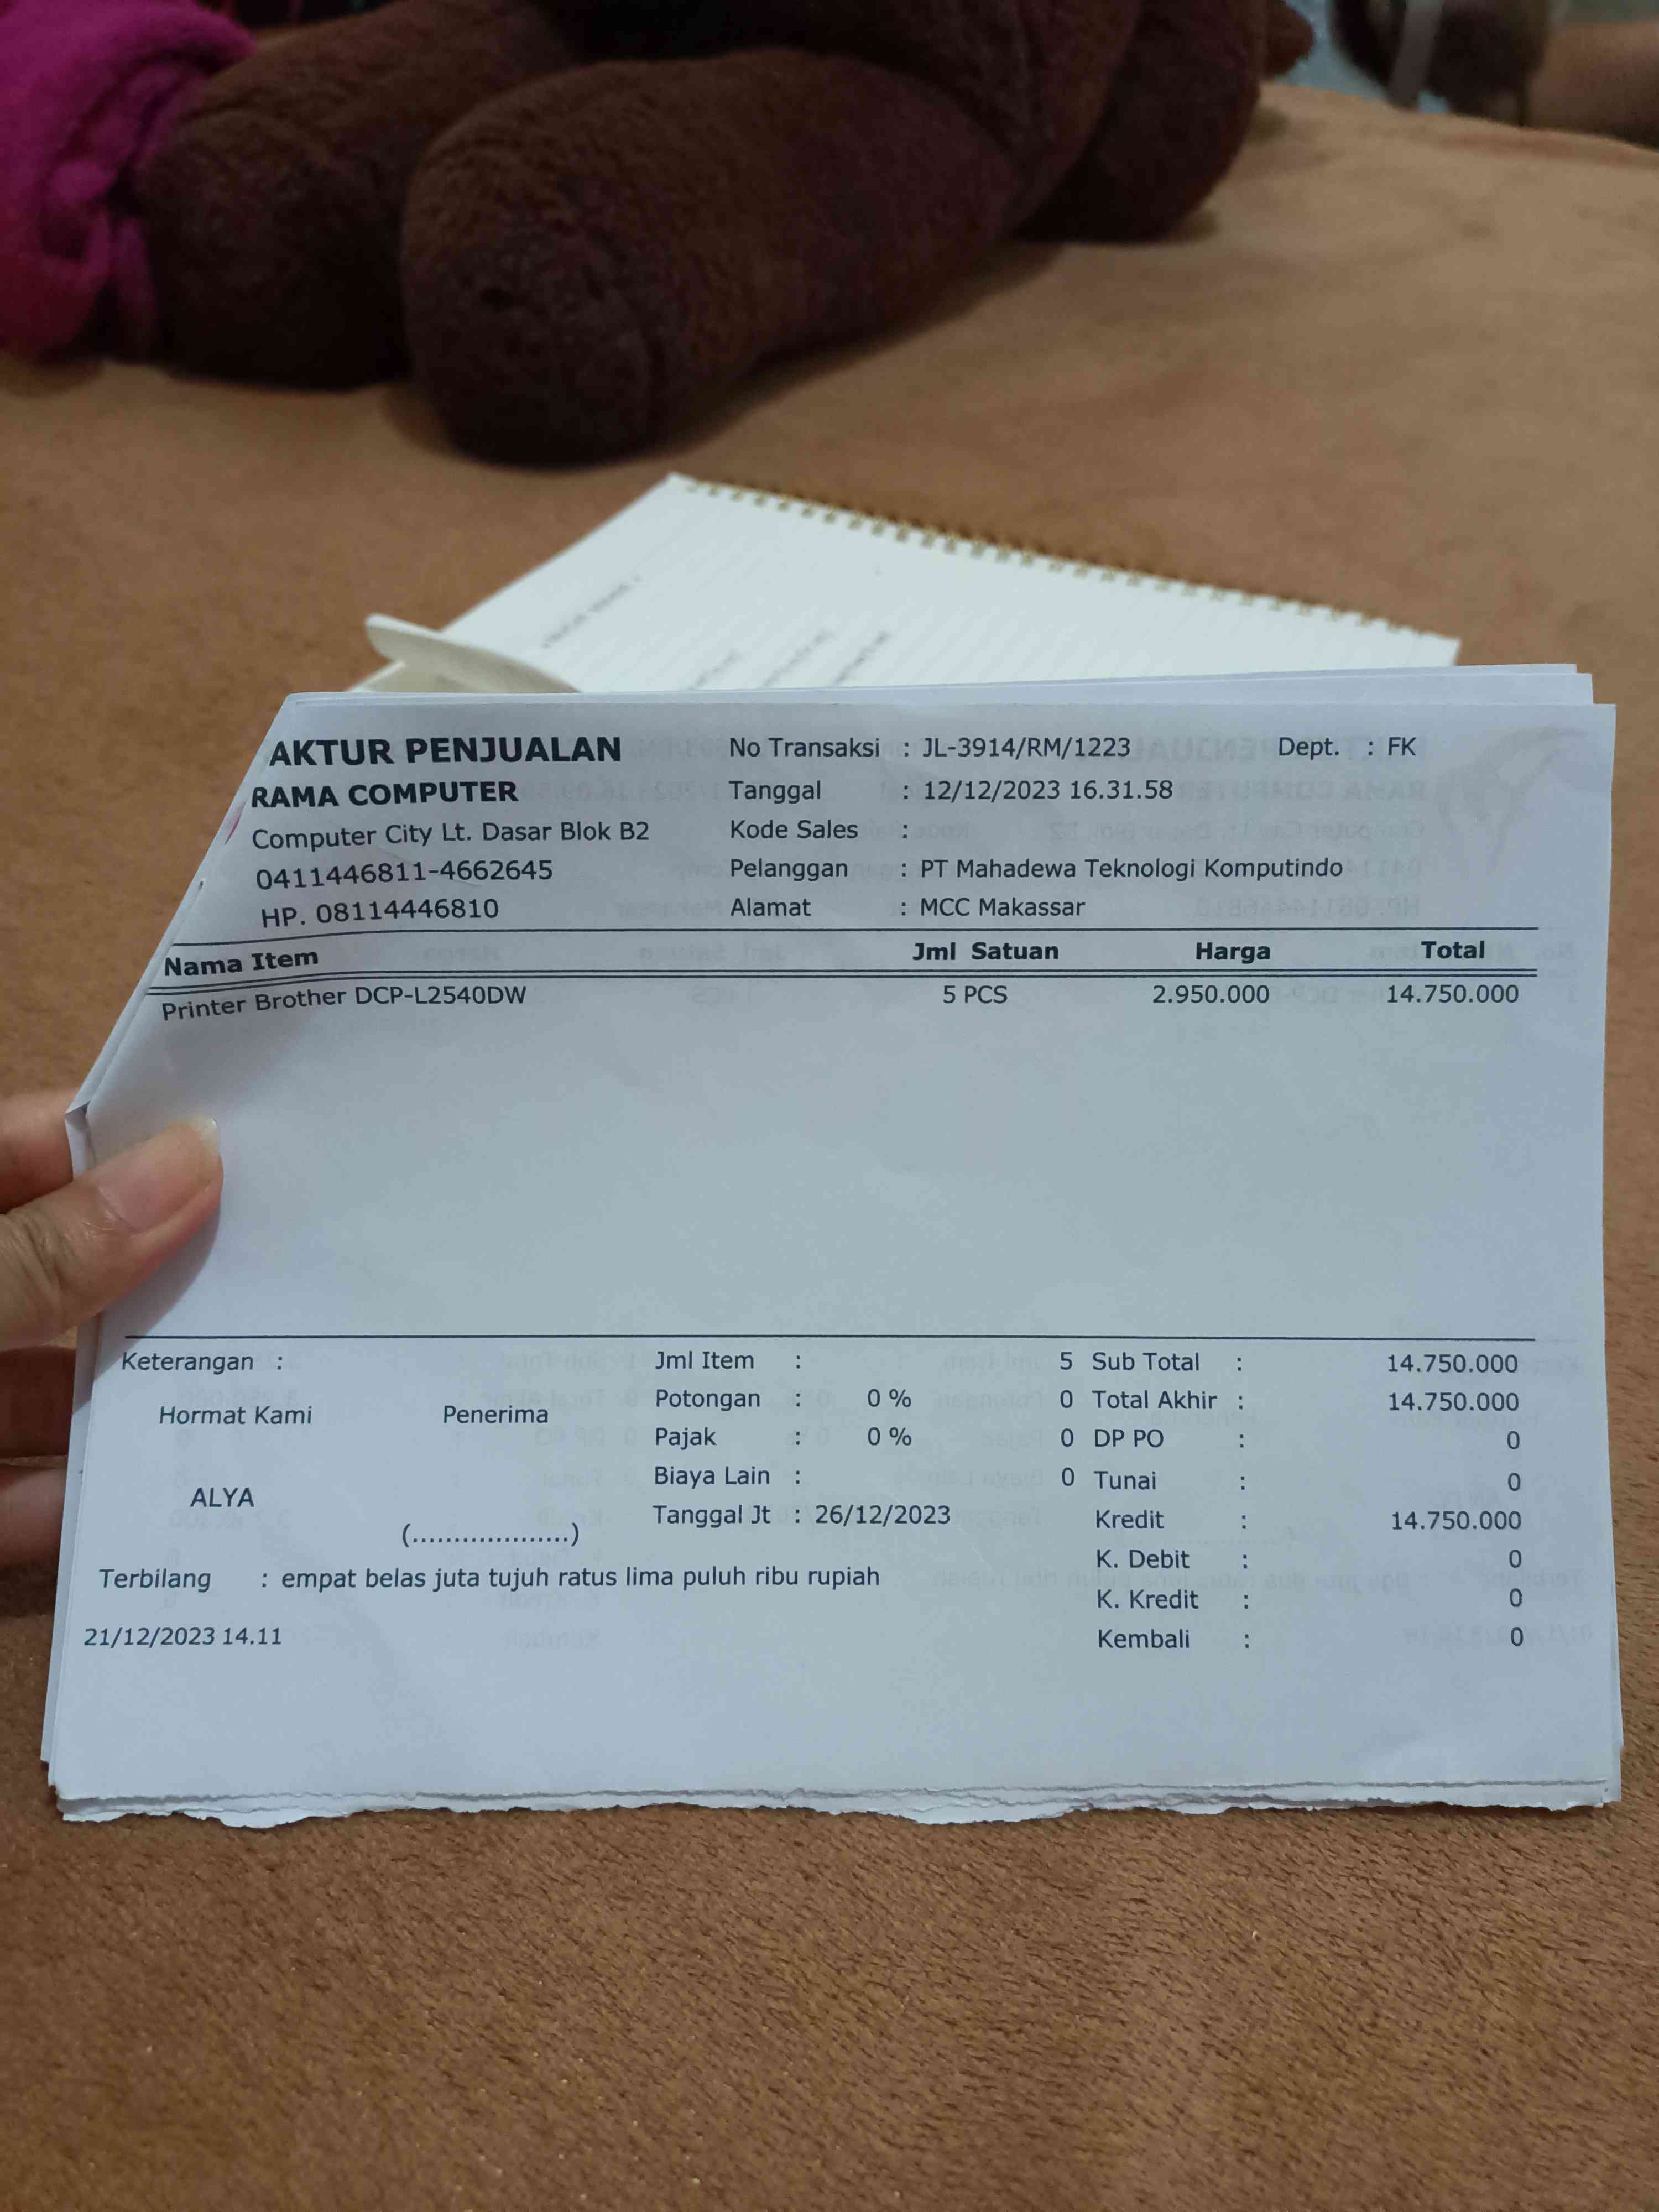 AKTUR PENJUALAN
RAMA COMPUTER
Computer City Lt. Dasar Blok B2
0411446811-4662645
HP. 08114446810
No Transaksi : JL-3914/RM/1223 Dept. : FK
Tanggal : 12/12/2023 16.31.58
Kode Sales :
Pelanggan : PT Mahadewa Teknologi Komputindo
Alamat : MCC Makassar
Nama Item Jml Satuan Harga Total
Printer Brother DCP-L2540DW 5 PCS 2.950.000 14.750.000
Keterangan :
Hormat Kami Penerima
ALYA
(...................)
Jml Item : 5
Potongan : 0 % 0
Pajak : 0 % 0
Biaya Lain : 0
Tanggal Jt : 26/12/2023
Sub Total : 14.750.000
Total Akhir : 14.750.000
DP PO : 0
Tunai : 0
Kredit : 14.750.000
K. Debit : 0
K. Kredit : 0
Kembali : 0
Terbilang : empat belas juta tujuh ratus lima puluh ribu rupiah
21/12/2023 14.11